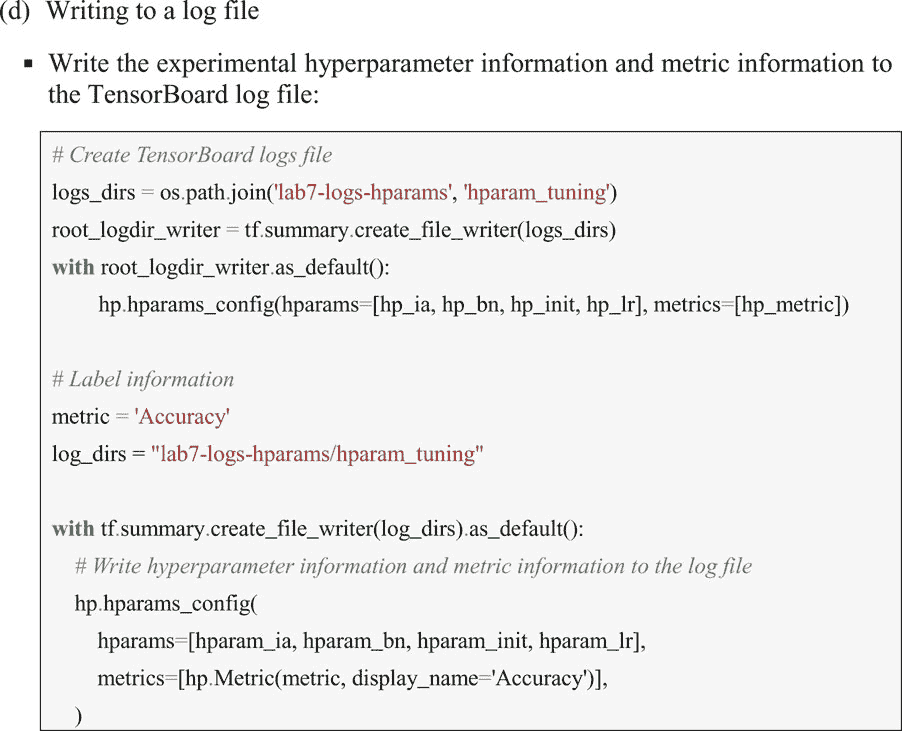 (d) Writing to a log file
▪ Write the experimental hyperparameter information and metric information to
the TensorBoard log file:
# Create TensorBoard logs file
logs_dirs = os.path.join('lab7-logs-hparams', 'hparam_tuning')
root_logdir_writer = tf.summary.create_file_writer(logs_dirs)
with root_logdir_writer.as_default():
hp.hparams_config(hparams=[hp_ia, hp_bn, hp_init, hp_lr], metrics=[hp_metric])
# Label information
metric = 'Accuracy'
log_dirs = "lab7-logs-hparams/hparam_tuning"
with tf.summary.create_file_writer(log_dirs).as_default():
# Write hyperparameter information and metric information to the log file
hp.hparams_config(
hparams=[hparam_ia, hparam_bn, hparam_init, hparam_lr],
metrics=[hp.Metric(metric, display_name='Accuracy')],
)